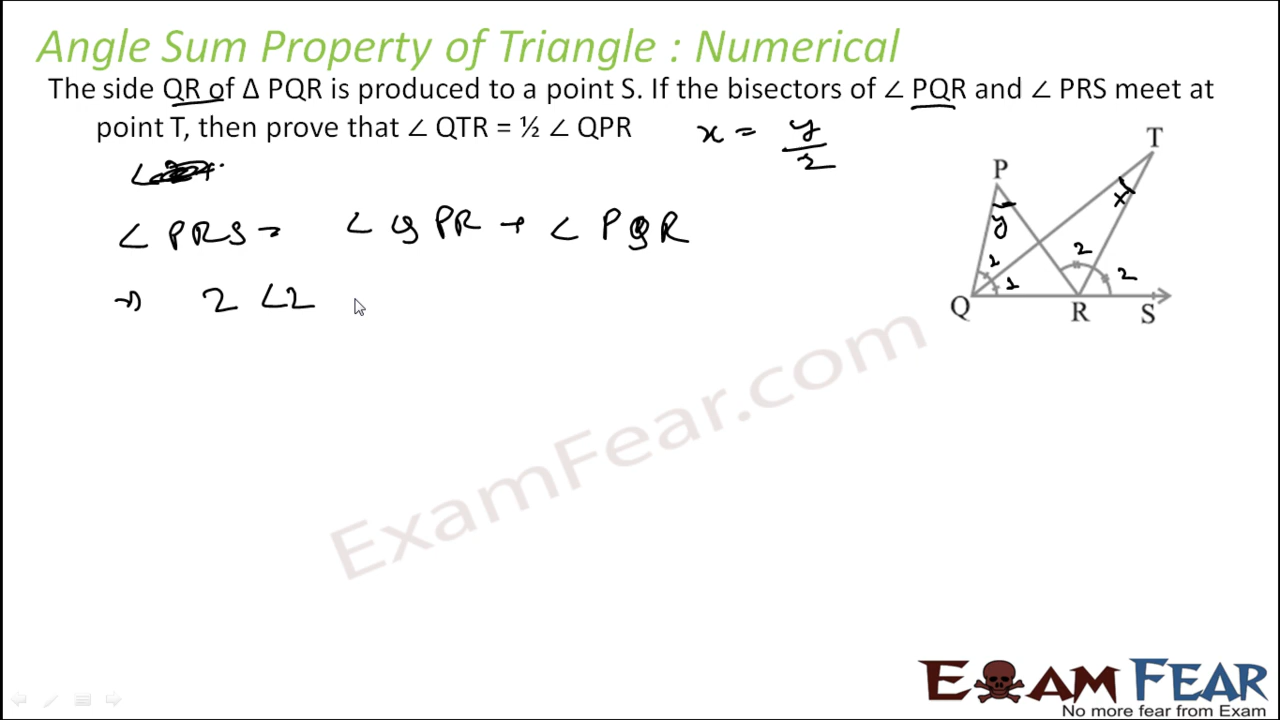 Angle Sum Property of Triangle : Numerical
The side QR of Δ PQR is produced to a point S. If the bisectors of ∠ PQR and ∠ PRS meet at
point T, then prove that ∠ QTR = ½ ∠ QPR
x = y/2
∠ PRS = ∠ QPR + ∠ PQR
⇒ 2 ∠2
T
P
x
y
2
1
1
2
Q
R
S
ExamFear.com
EXAM FEAR
No more fear from Exam